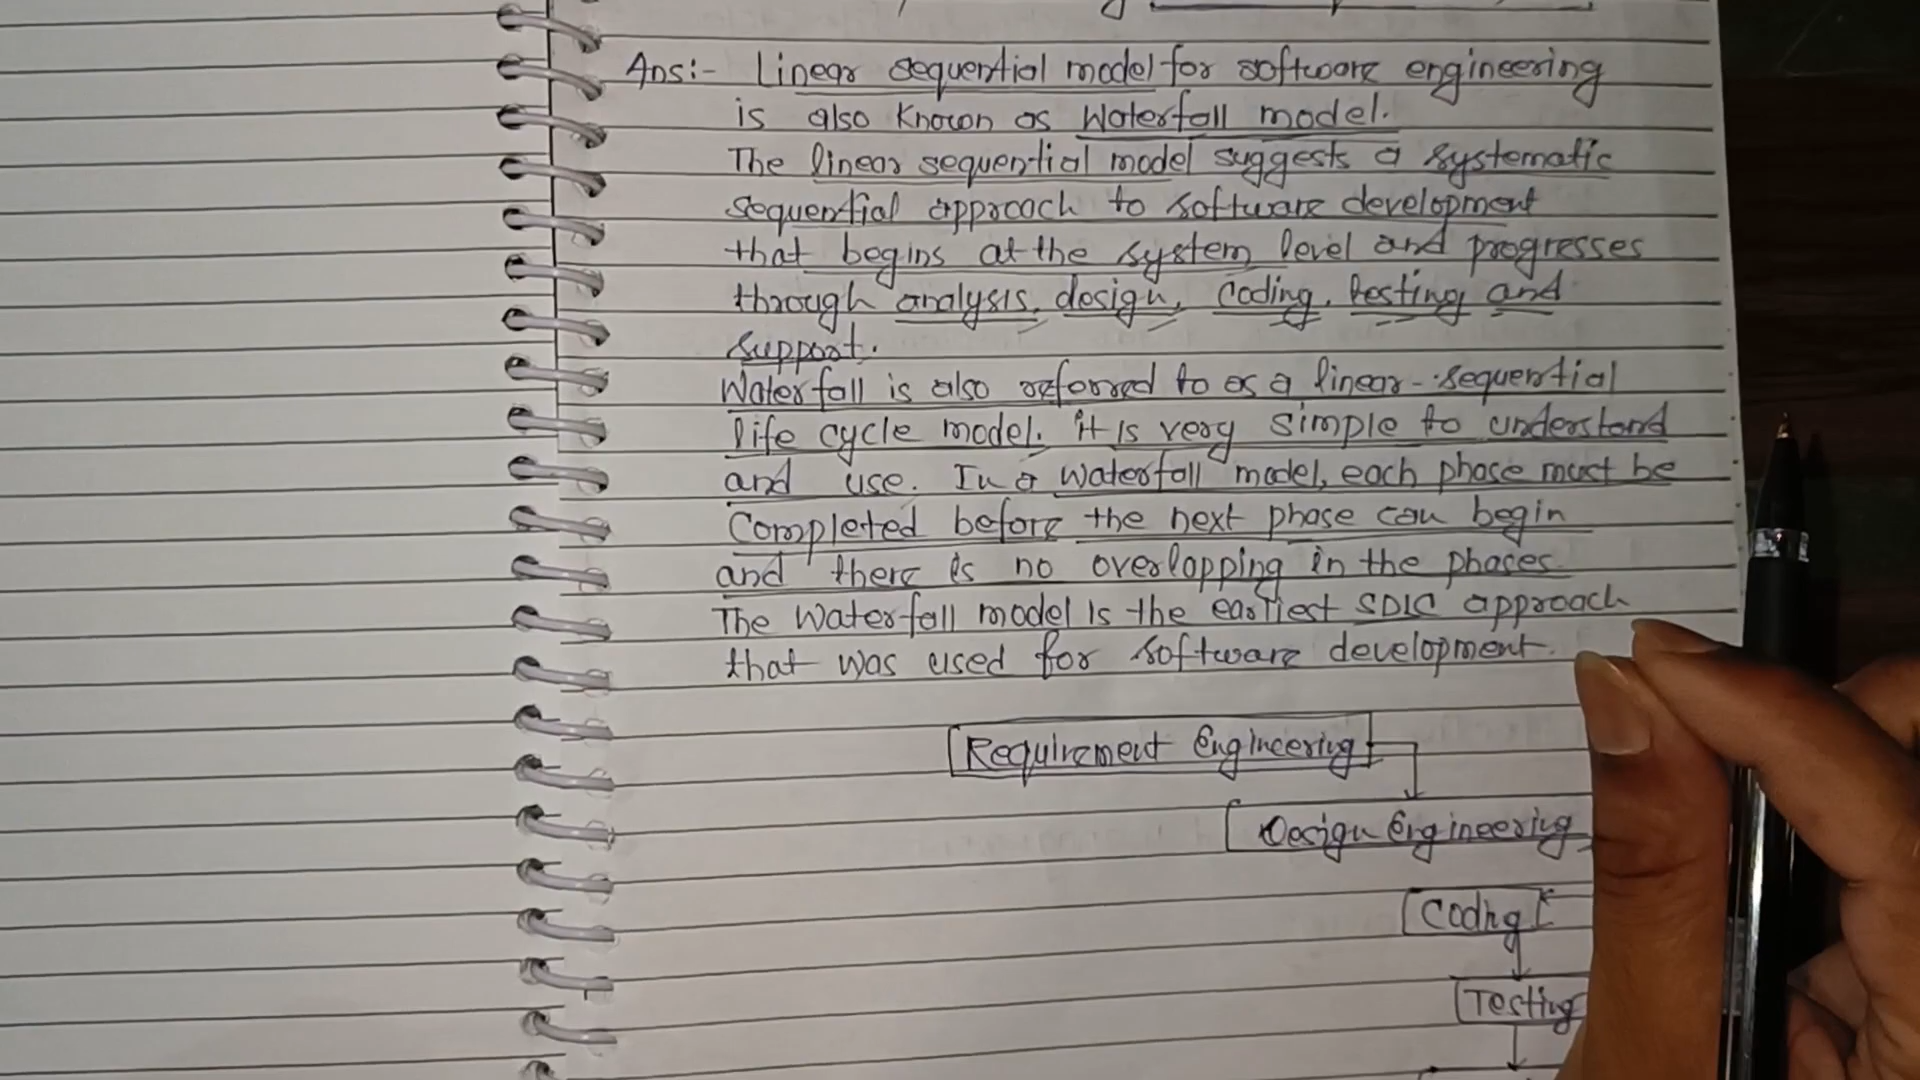 Ans:- Linear sequential model for software engineering
is also known as Waterfall model.
The linear sequential model suggests a systematic
sequential approach to software development
that begins at the system level and progresses
through analysis, design, coding, testing and
support.
Waterfall is also referred to as a linear-sequential
life cycle model. it is very simple to understand
and use. In a waterfall model, each phase must be
Completed before the next phase can begin
and there is no overlapping in the phases.
The Waterfall model is the earliest SDLC approach
that was used for software development.
Requirement Engineering
Design Engineering
Coding
Testing